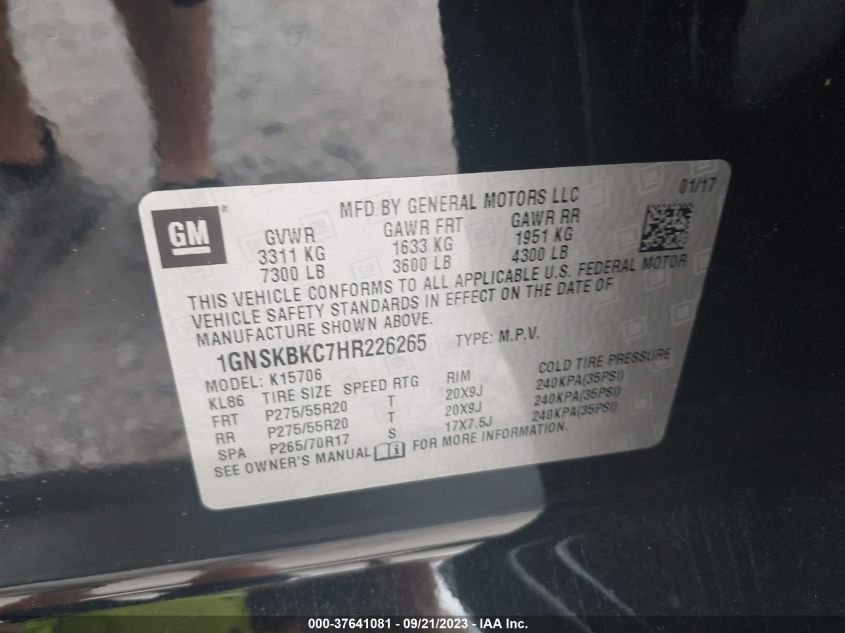 GM ®
MFD BY GENERAL MOTORS LLC
01/17
GVWR GAWR FRT GAWR RR
3311 KG 1633 KG 1951 KG
7300 LB 3600 LB 4300 LB
THIS VEHICLE CONFORMS TO ALL APPLICABLE U.S. FEDERAL MOTOR
VEHICLE SAFETY STANDARDS IN EFFECT ON THE DATE OF
MANUFACTURE SHOWN ABOVE.
1GNSKBKC7HR226265 TYPE: M.P.V.
MODEL: K15706
KL86 TIRE SIZE SPEED RTG RIM COLD TIRE PRESSURE
FRT P275/55R20 T 20X9J 240KPA(35PSI)
RR P275/55R20 T 20X9J 240KPA(35PSI)
SPA P265/70R17 S 17X7.5J 240KPA(35PSI)
SEE OWNER'S MANUAL FOR MORE INFORMATION.
000-37641081 - 09/21/2023 - IAA Inc.